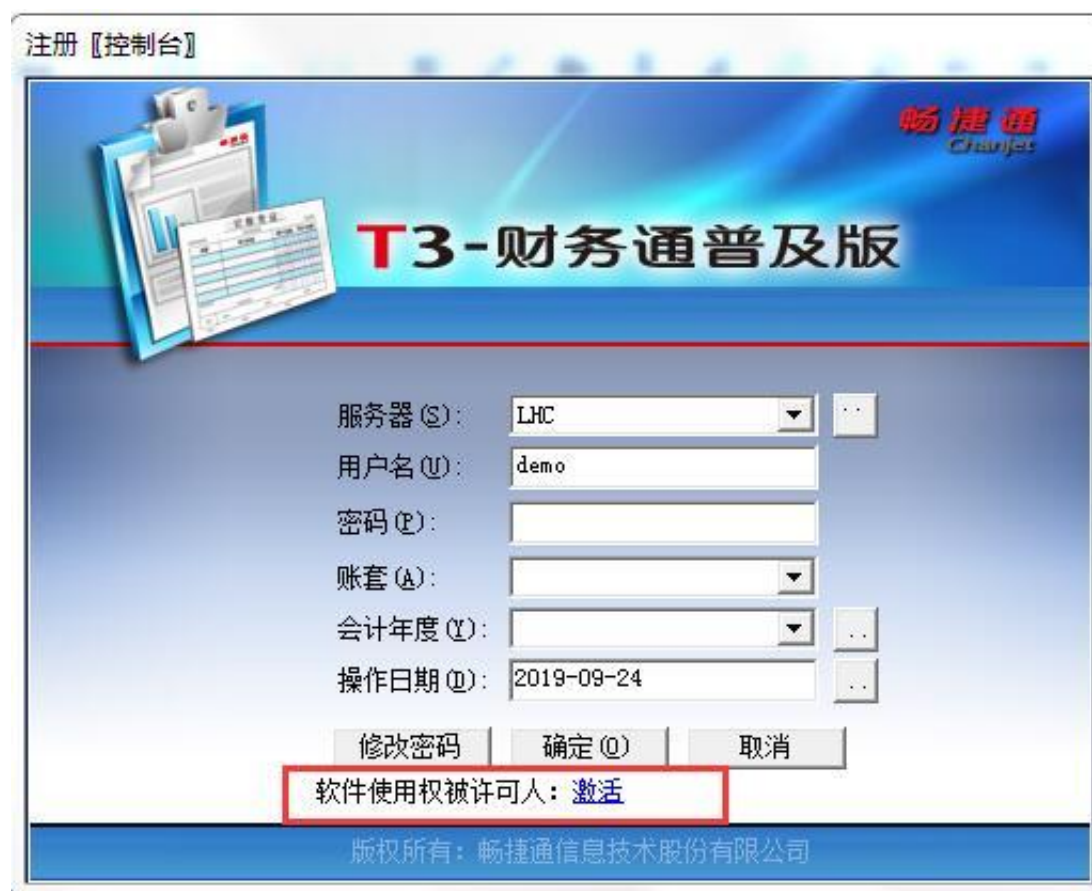 注册〖控制台〗
畅捷通
Chanjet
T3-财务通普及版
服务器(S): LHC
用户名(U): demo
密码(P):
账套(A):
会计年度(Y): ..
操作日期(D): 2019-09-24 ..
修改密码 确定(O) 取消
软件使用权被许可人：激活
版权所有：畅捷通信息技术股份有限公司